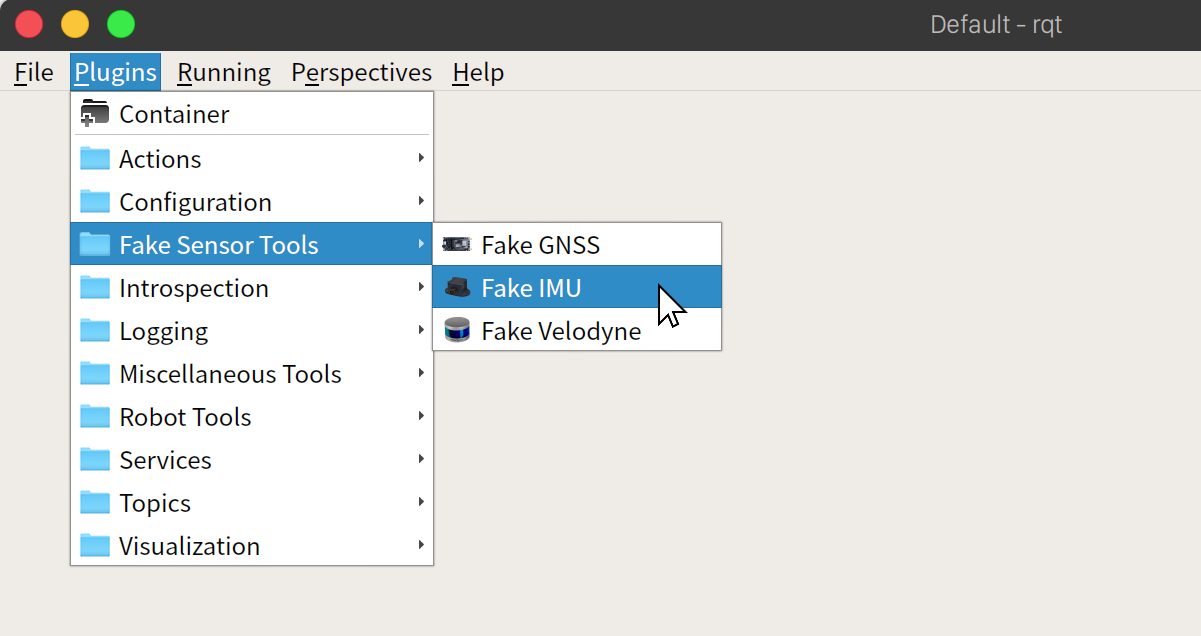 Default - rqt
File Plugins Running Perspectives Help
Container
Actions
Configuration
Fake Sensor Tools
Fake GNSS
Introspection
Fake IMU
Logging
Fake Velodyne
Miscellaneous Tools
Robot Tools
Services
Topics
Visualization